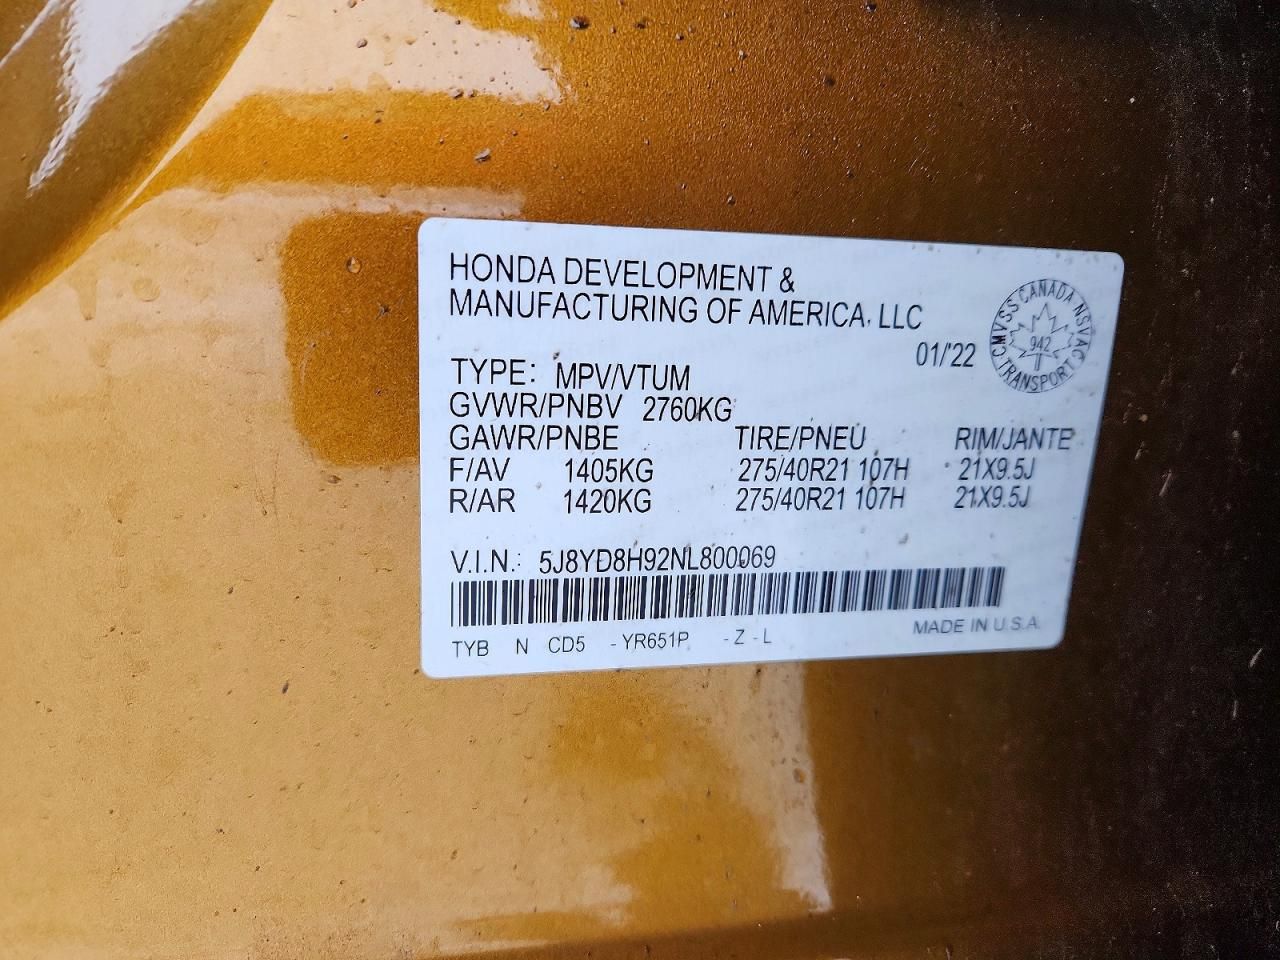 HONDA DEVELOPMENT &
MANUFACTURING OF AMERICA, LLC
01/'22
CMVSS CANADA NSVAC
942
TRANSPORT
TYPE: MPV/VTUM
GVWR/PNBV 2760KG
GAWR/PNBE TIRE/PNEU RIM/JANTE
F/AV 1405KG 275/40R21 107H 21X9.5J
R/AR 1420KG 275/40R21 107H 21X9.5J
V.I.N.: 5J8YD8H92NL800069
TYB N CD5 -YR651P -Z-L MADE IN U.S.A.